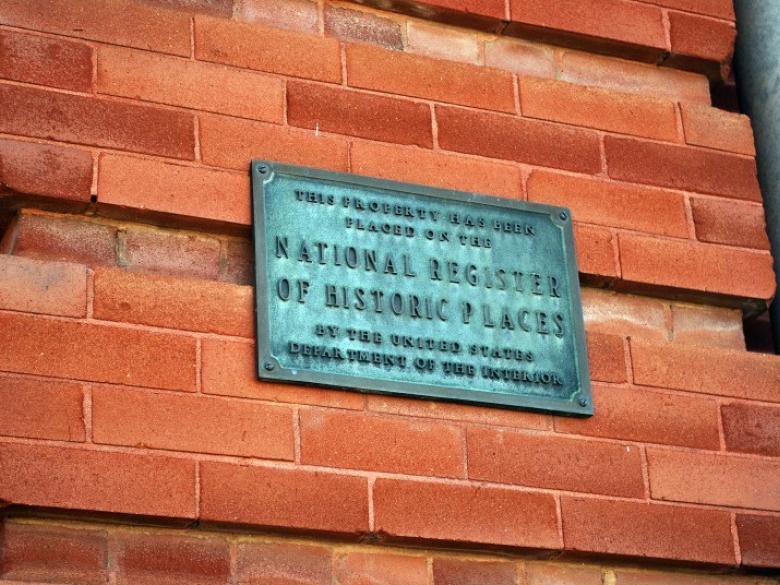 THIS PROPERTY HAS BEEN
PLACED ON THE
NATIONAL REGISTER
OF HISTORIC PLACES
BY THE UNITED STATES
DEPARTMENT OF THE INTERIOR